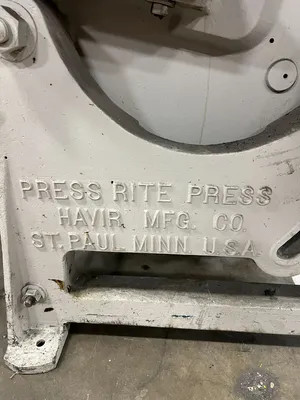 PRESS RITE PRESS
HAVIR MFG. CO.
ST. PAUL MINN. U.S.A.